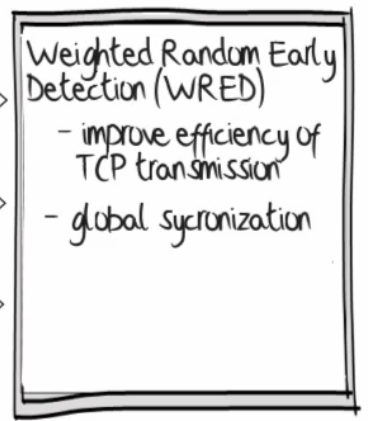 Weighted Random Early
Detection (WRED)
- improve efficiency of
TCP transmission
- global sycronization